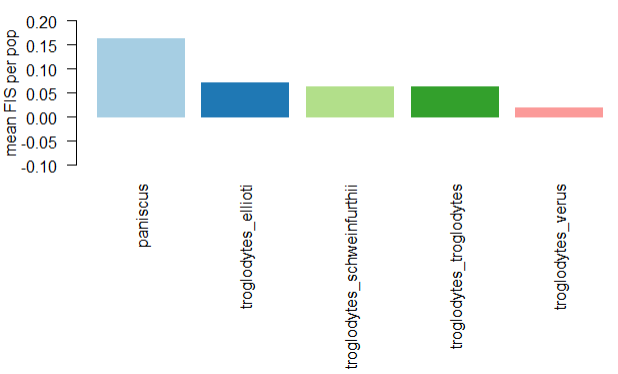 mean FIS per pop
0.20
0.15
0.10
0.05
0.00
-0.05
-0.10
paniscus
troglodytes_ellioti
troglodytes_schweinfurthii
troglodytes_troglodytes
troglodytes_verus